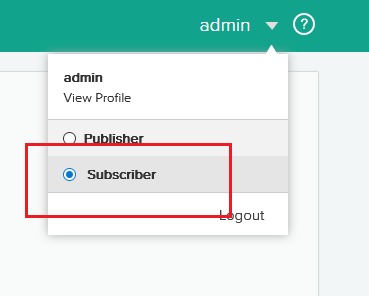 admin ?
admin
View Profile
Publisher
Subscriber
Logout